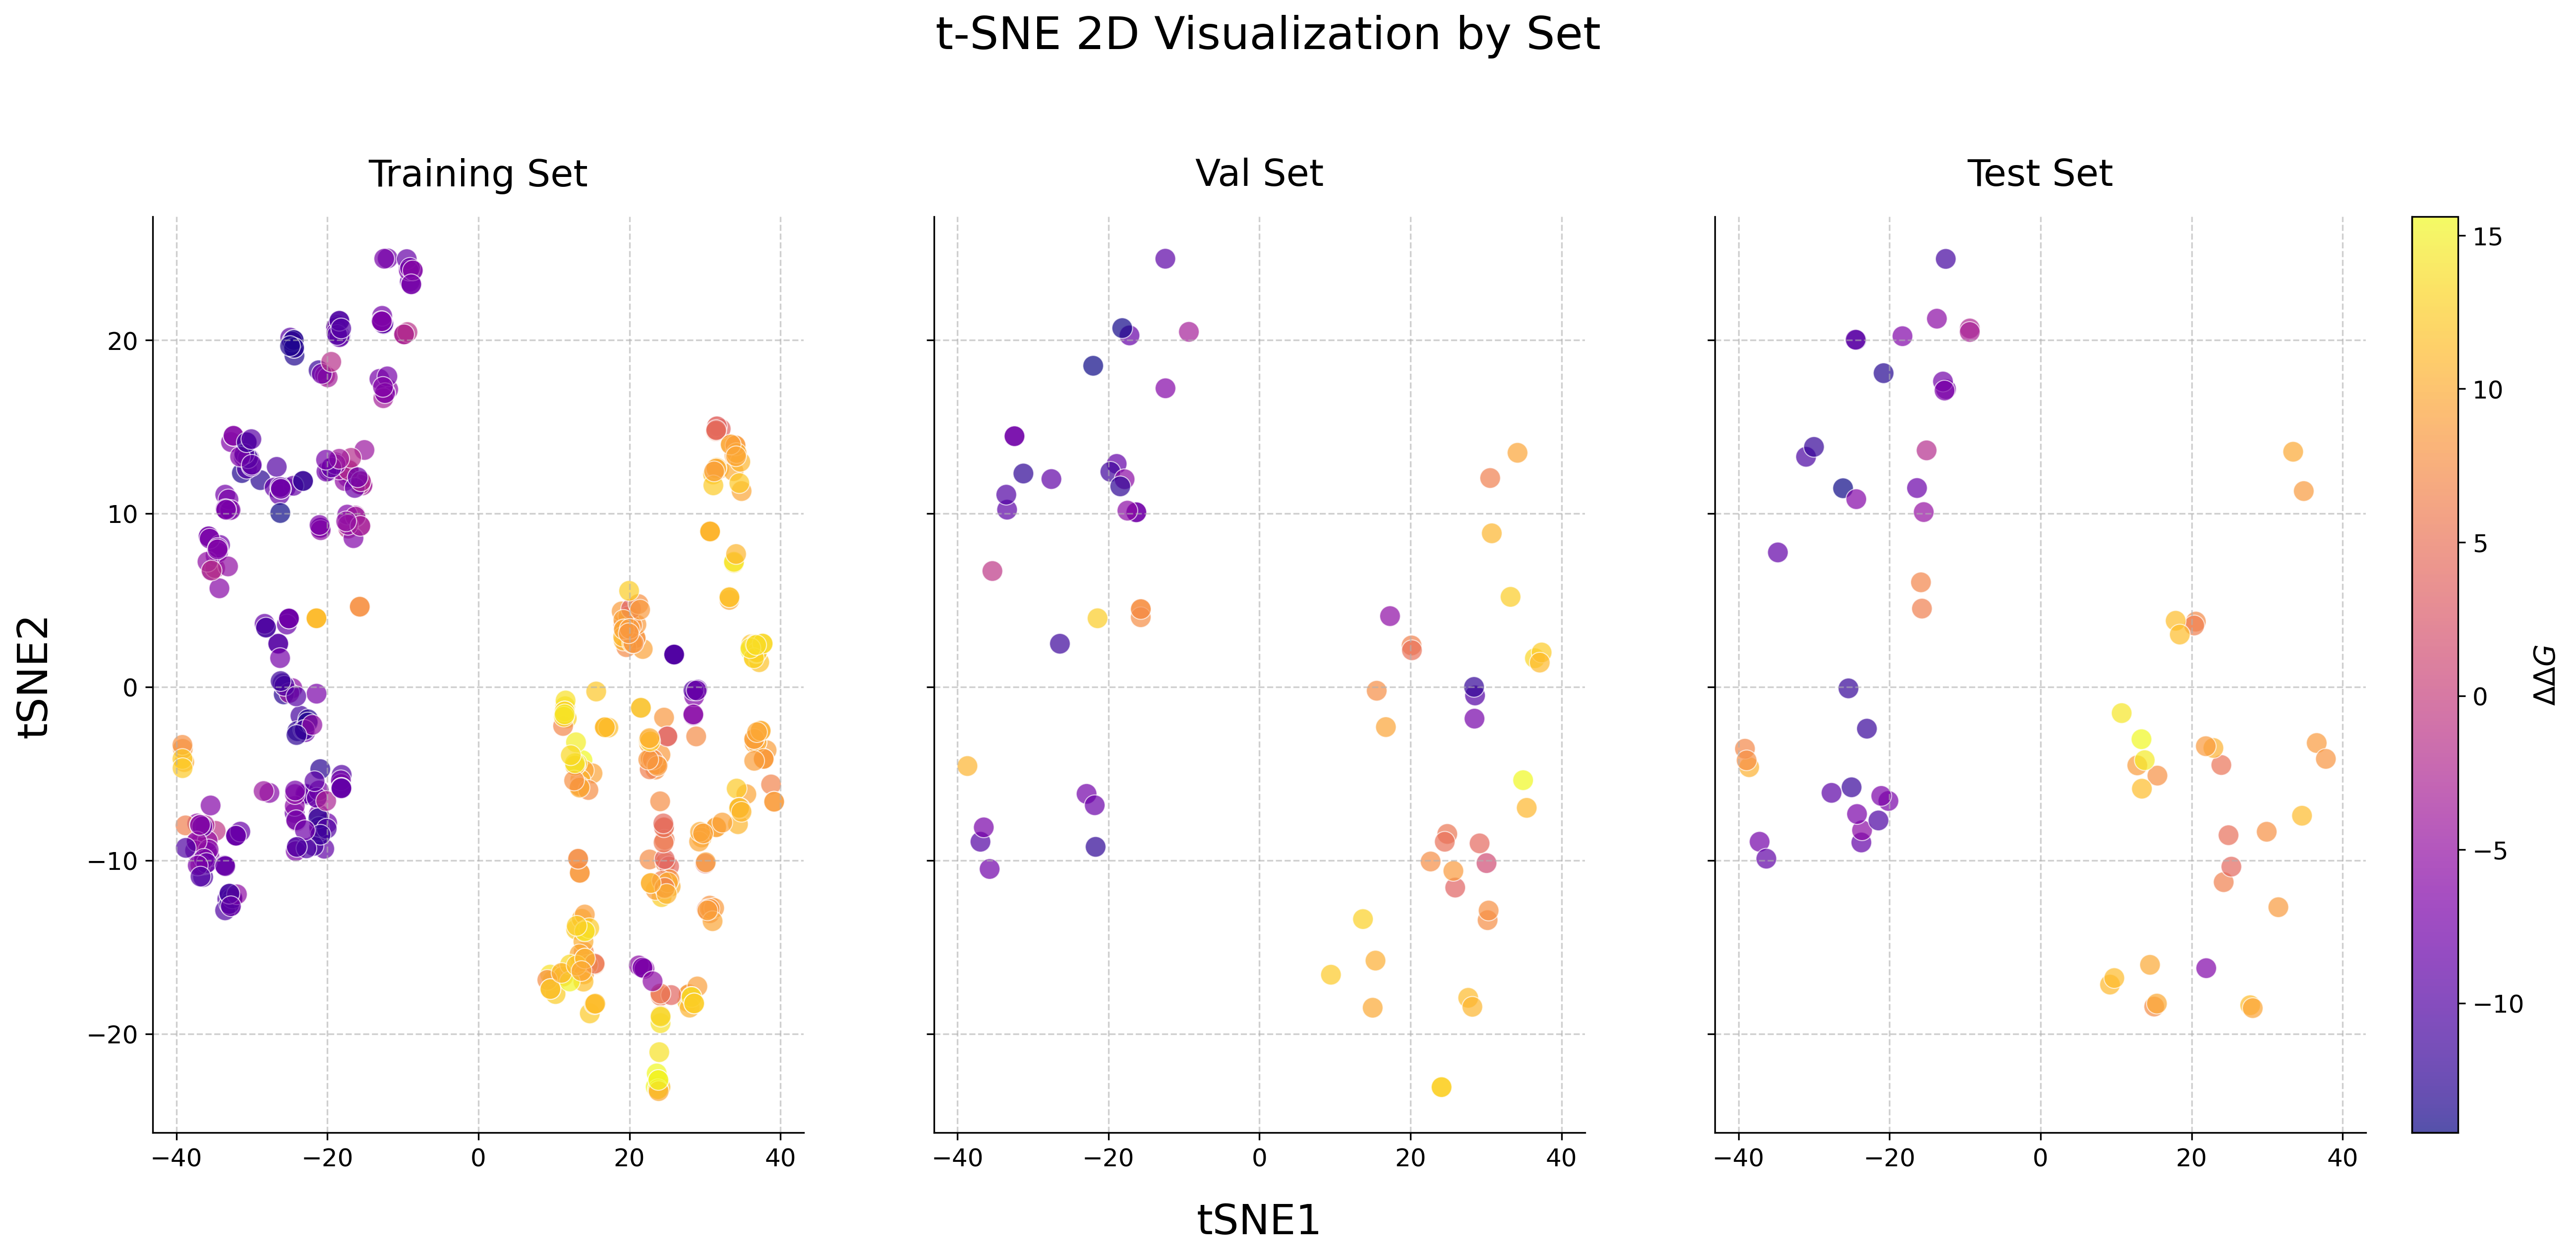 t-SNE 2D Visualization by Set
Training Set
Val Set
Test Set
tSNE2
20
10
0
−10
−20
−40 −20 0 20 40
−40 −20 0 20 40
−40 −20 0 20 40
tSNE1
15
10
5
0
−5
−10
ΔΔG